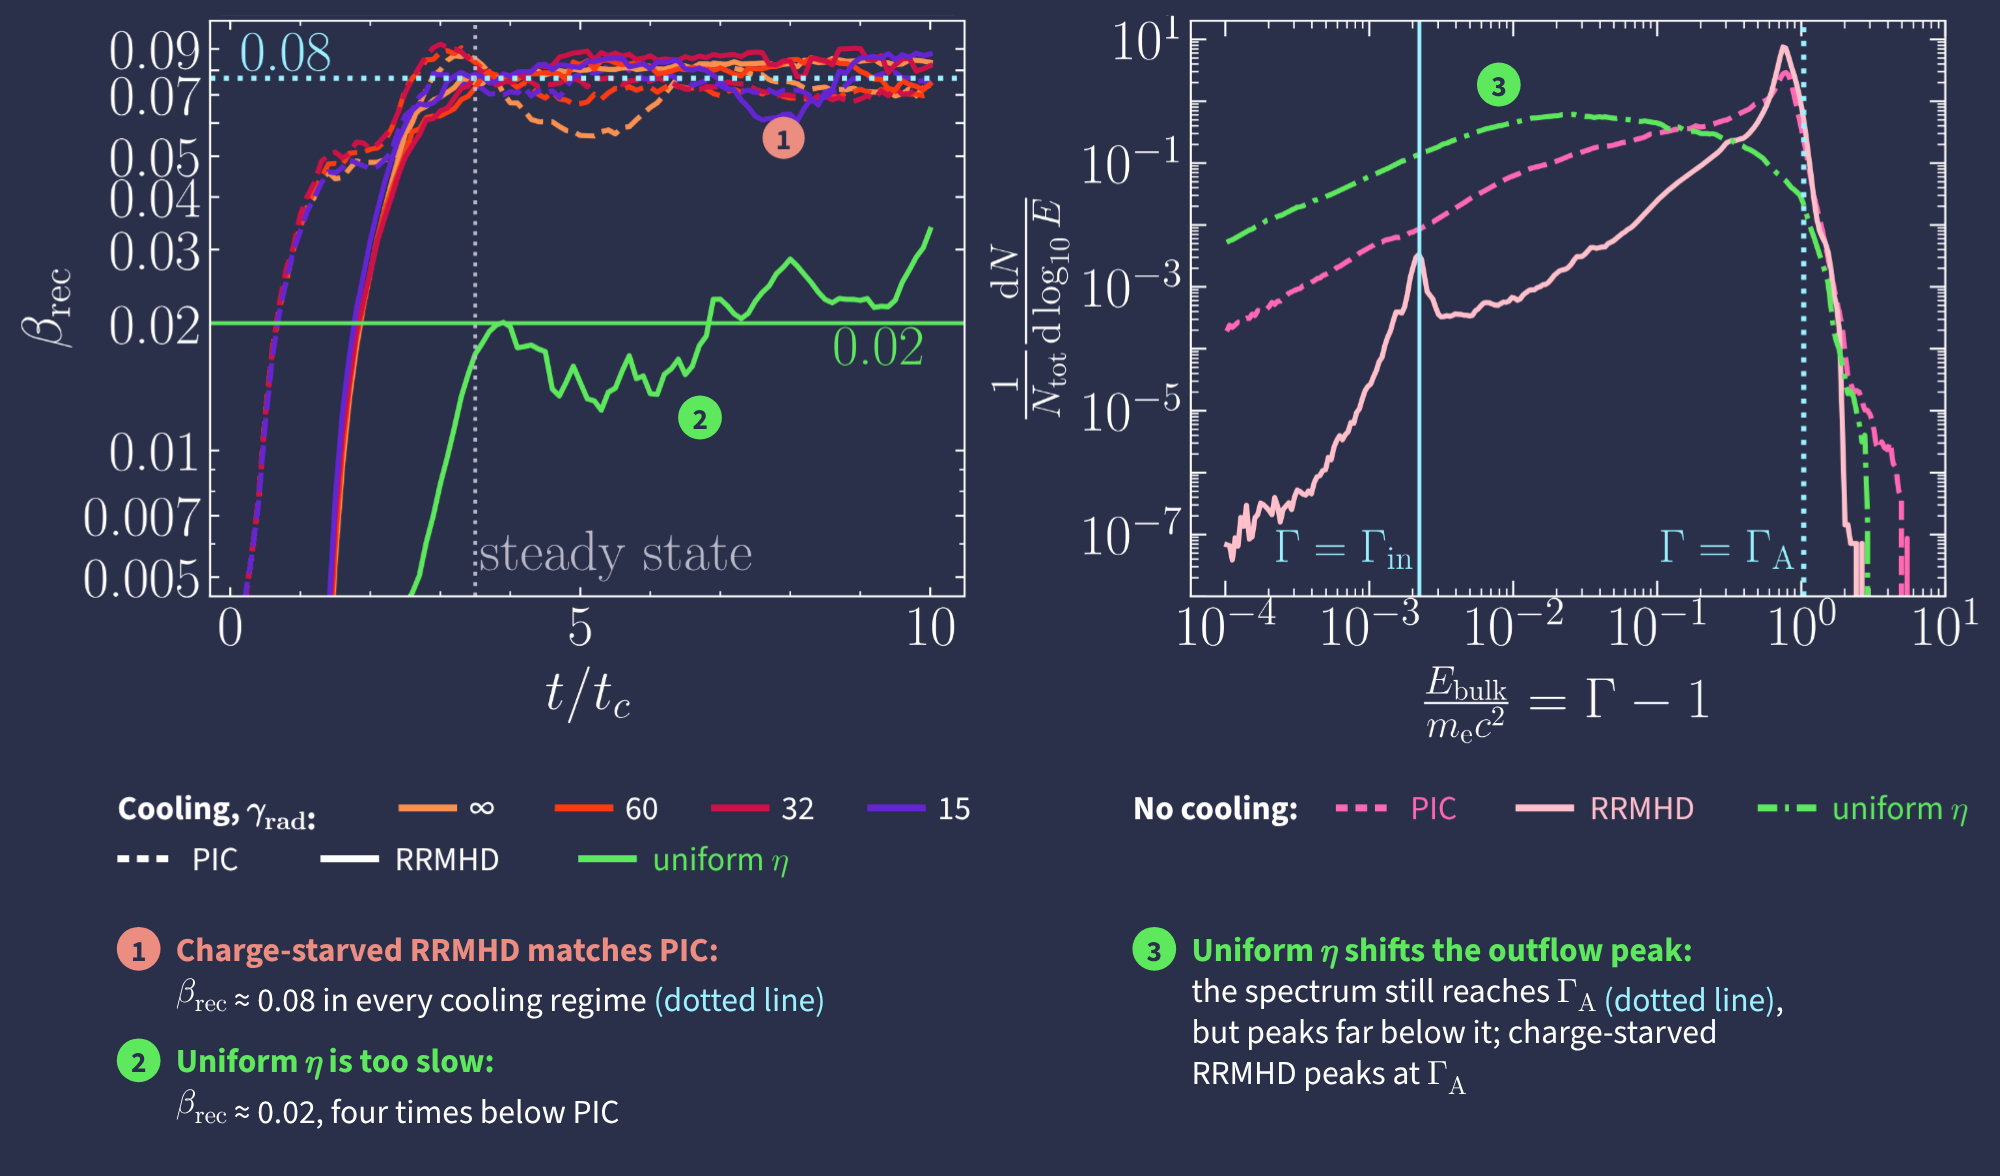 0.09
0.08
0.07
0.05
0.04
0.03
0.02
0.02
0.01
0.007
0.005
β_rec
steady state
0 5 10
t/t_c
1
2
10^1
10^−1
10^−3
10^−5
10^−7
1/N_tot dN/d log_10 E
3
Γ = Γ_in
Γ = Γ_A
10^−4 10^−3 10^−2 10^−1 10^0 10^1
E_bulk/m_e c^2 = Γ − 1
Cooling, γ_rad: ∞ 60 32 15
PIC RRMHD uniform η
No cooling: PIC RRMHD uniform η
1 Charge-starved RRMHD matches PIC:
β_rec ≈ 0.08 in every cooling regime (dotted line)
2 Uniform η is too slow:
β_rec ≈ 0.02, four times below PIC
3 Uniform η shifts the outflow peak:
the spectrum still reaches Γ_A (dotted line),
but peaks far below it; charge-starved
RRMHD peaks at Γ_A